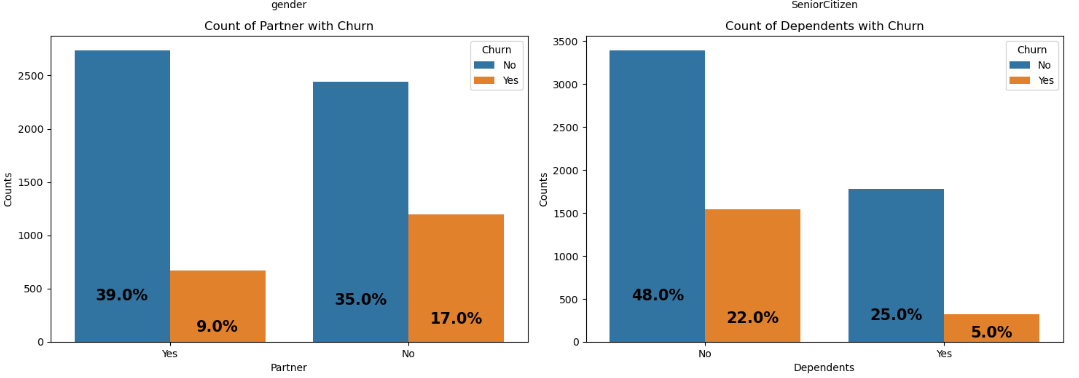 gender
SeniorCitizen
Count of Partner with Churn
2500
2000
1500
1000
500
0
Counts
Churn
No
Yes
39.0%
9.0%
35.0%
17.0%
Yes
No
Partner
Count of Dependents with Churn
3500
3000
2500
2000
1500
1000
500
0
Counts
Churn
No
Yes
48.0%
22.0%
25.0%
5.0%
No
Yes
Dependents